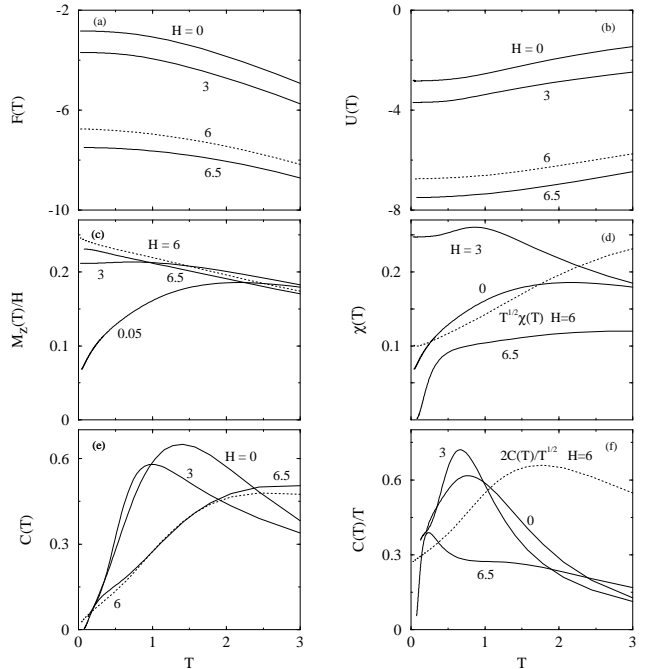 -2
(a)
H = 0
3
-6
F(T)
6
6.5
-10
0
(b)
H=0
3
-4
U(T)
6
6.5
-8
(c)
H = 6
0.2
3
6.5
M_Z(T)/H
0.1
0.05
0
(d)
H = 3
0.2
0
χ(T)
T^{1/2}χ(T) H=6
0.1
6.5
0
(e)
H = 0
0.6
3
6.5
C(T)
0.3
6
0
0 1 2 3
T
(f)
3
2C(T)/T^{1/2} H=6
0.6
0
C(T)/T
0.3
6.5
0
0 1 2 3
T